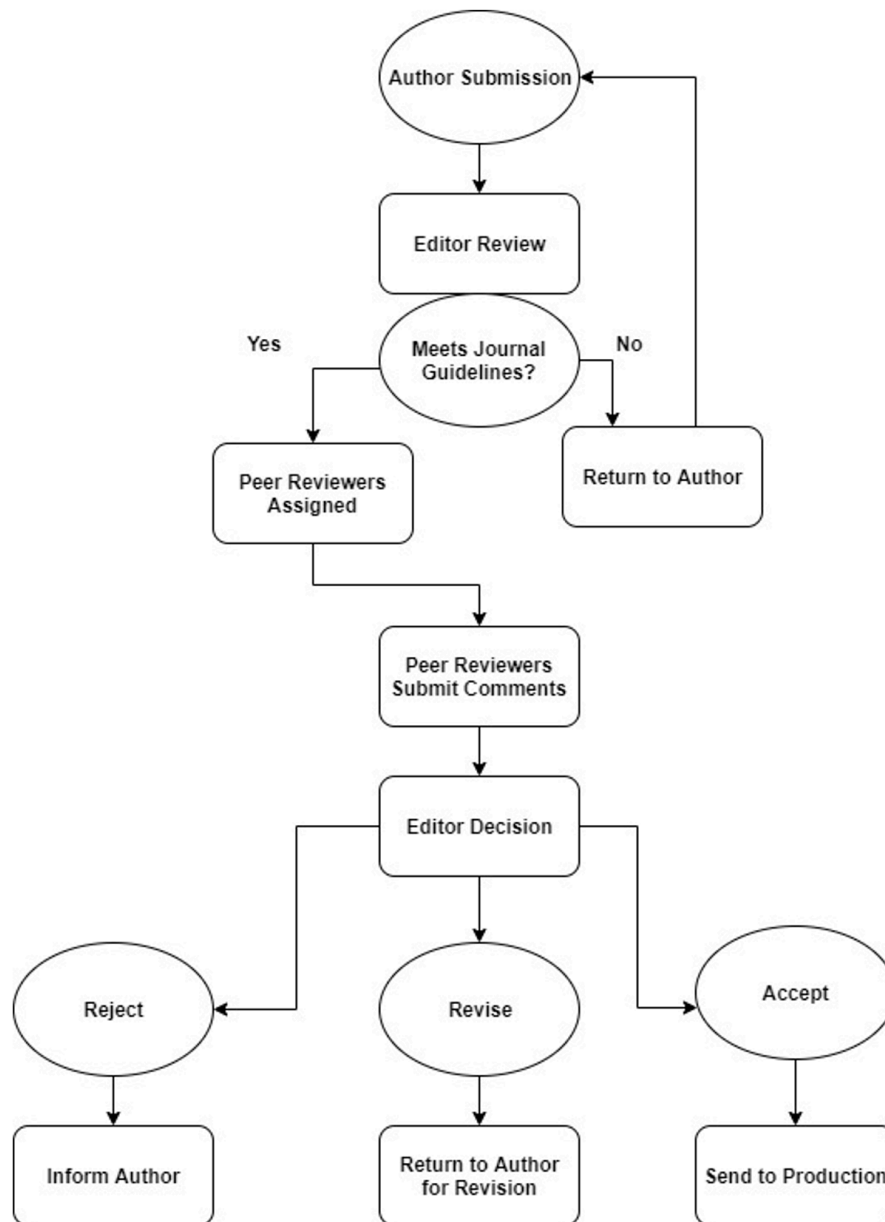 Author Submission
Editor Review
Yes
Meets Journal
Guidelines?
No
Peer Reviewers
Assigned
Return to Author
Peer Reviewers
Submit Comments
Editor Decision
Reject
Revise
Accept
Inform Author
Return to Author
for Revision
Send to Production